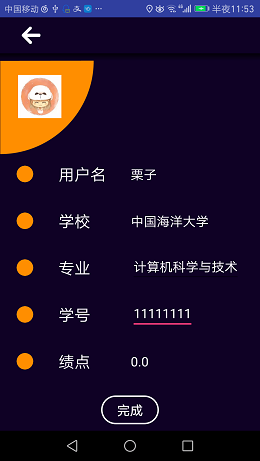 中国移动 半夜11:53
用户名 栗子
学校 中国海洋大学
专业 计算机科学与技术
学号 11111111
绩点 0.0
完成